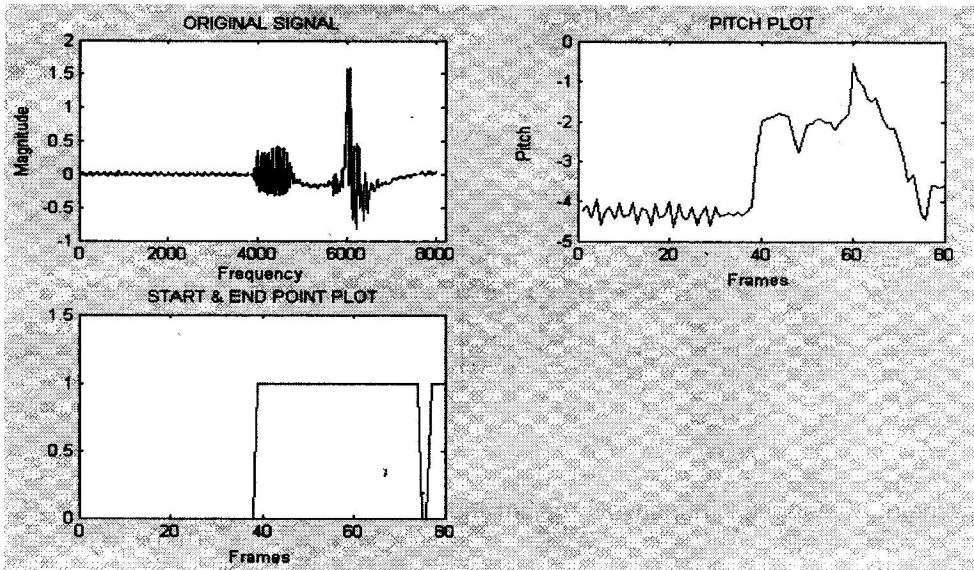 ORIGINAL SIGNAL
2
1.5
1
0.5
0
-0.5
-1
Magnitude
0 2000 4000 6000 8000
Frequency
PITCH PLOT
0
-1
-2
-3
-4
-5
Pitch
0 20 40 60 80
Frames
START & END POINT PLOT
1.5
1
0.5
0
0 20 40 60 80
Frames